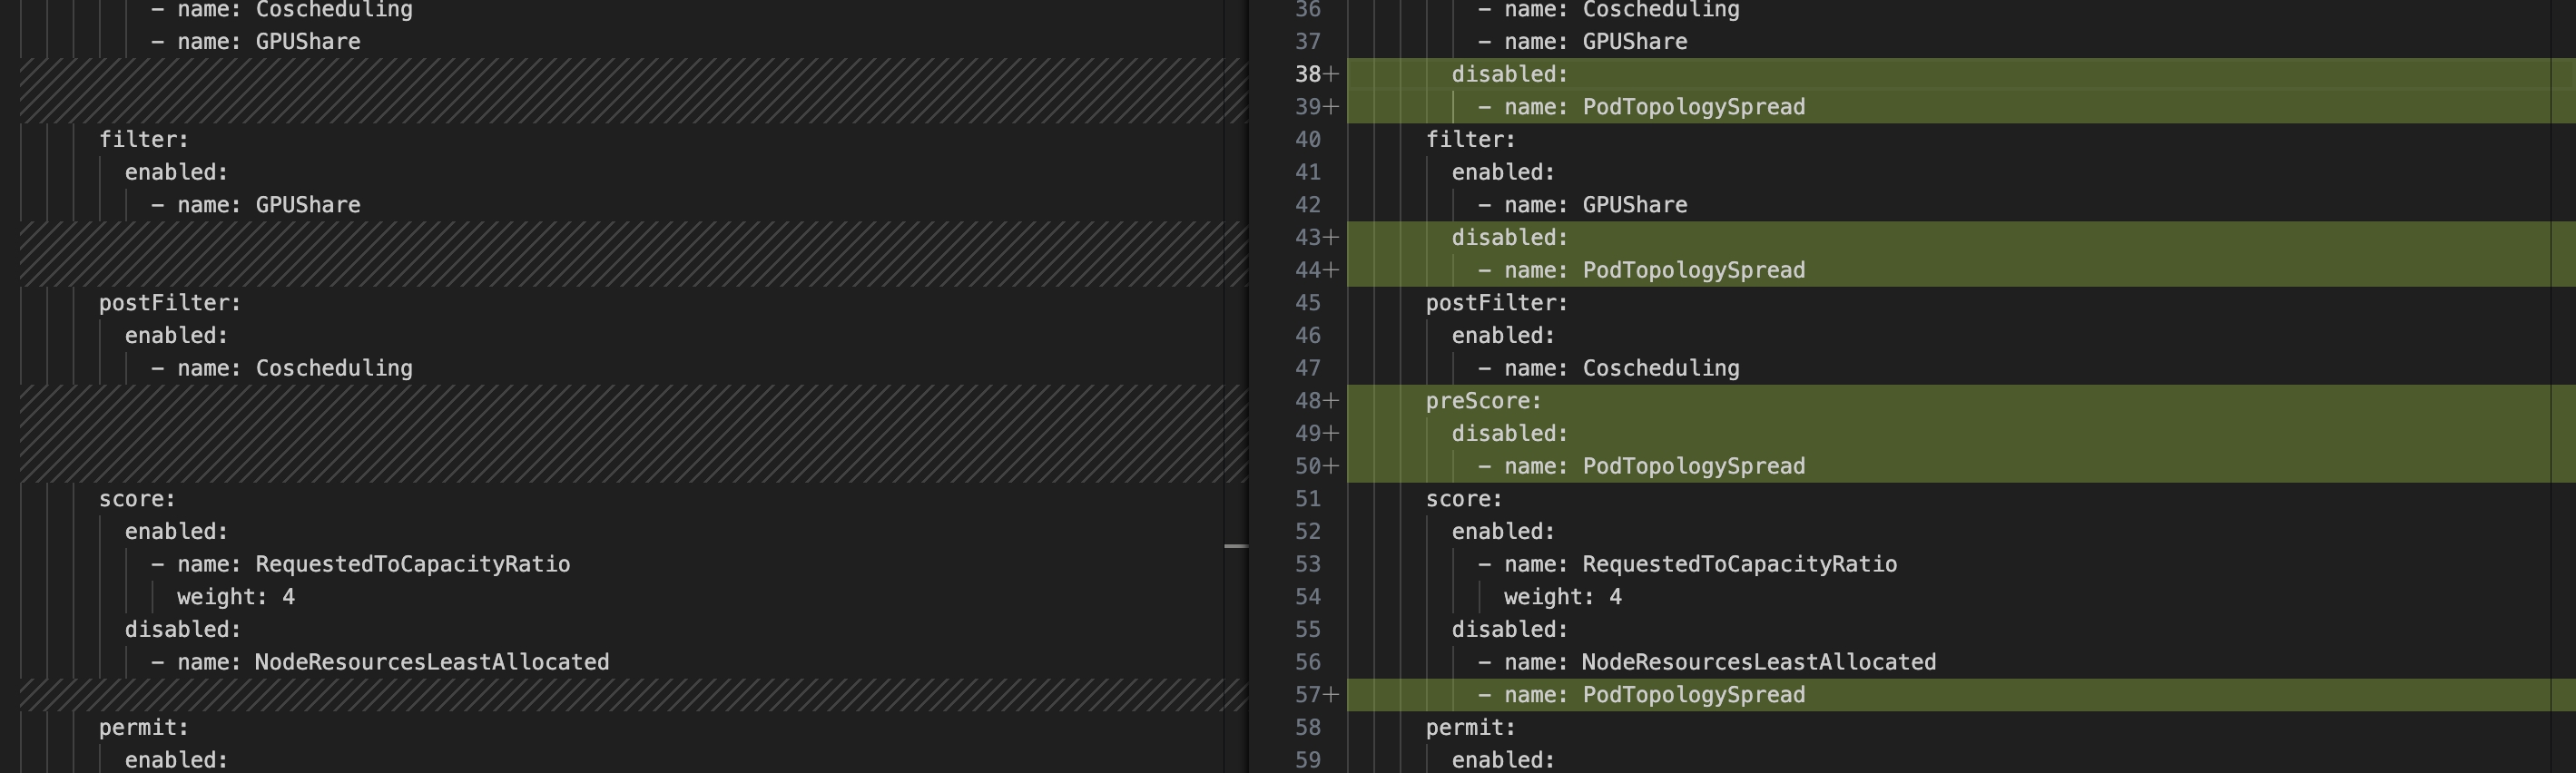 - name: Coscheduling
- name: GPUShare
filter:
enabled:
- name: GPUShare
postFilter:
enabled:
- name: Coscheduling
score:
enabled:
- name: RequestedToCapacityRatio
weight: 4
disabled:
- name: NodeResourcesLeastAllocated
permit:
enabled:
36 - name: Coscheduling
37 - name: GPUShare
38+ disabled:
39+ - name: PodTopologySpread
40 filter:
41 enabled:
42 - name: GPUShare
43+ disabled:
44+ - name: PodTopologySpread
45 postFilter:
46 enabled:
47 - name: Coscheduling
48+ preScore:
49+ disabled:
50+ - name: PodTopologySpread
51 score:
52 enabled:
53 - name: RequestedToCapacityRatio
54 weight: 4
55 disabled:
56 - name: NodeResourcesLeastAllocated
57+ - name: PodTopologySpread
58 permit:
59 enabled: